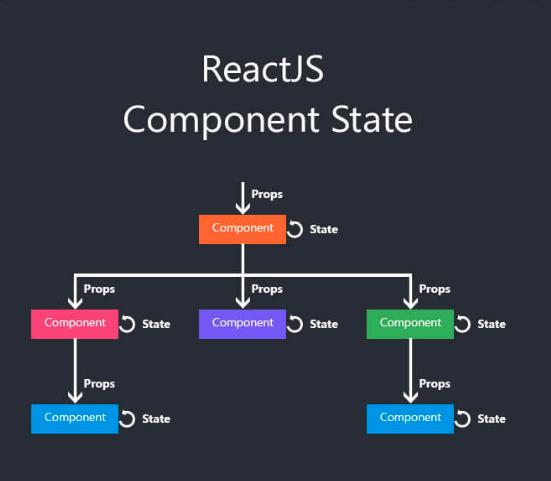 ReactJS
Component State
Props
Component State
Props Props Props
Component State Component State Component State
Props Props
Component State Component State